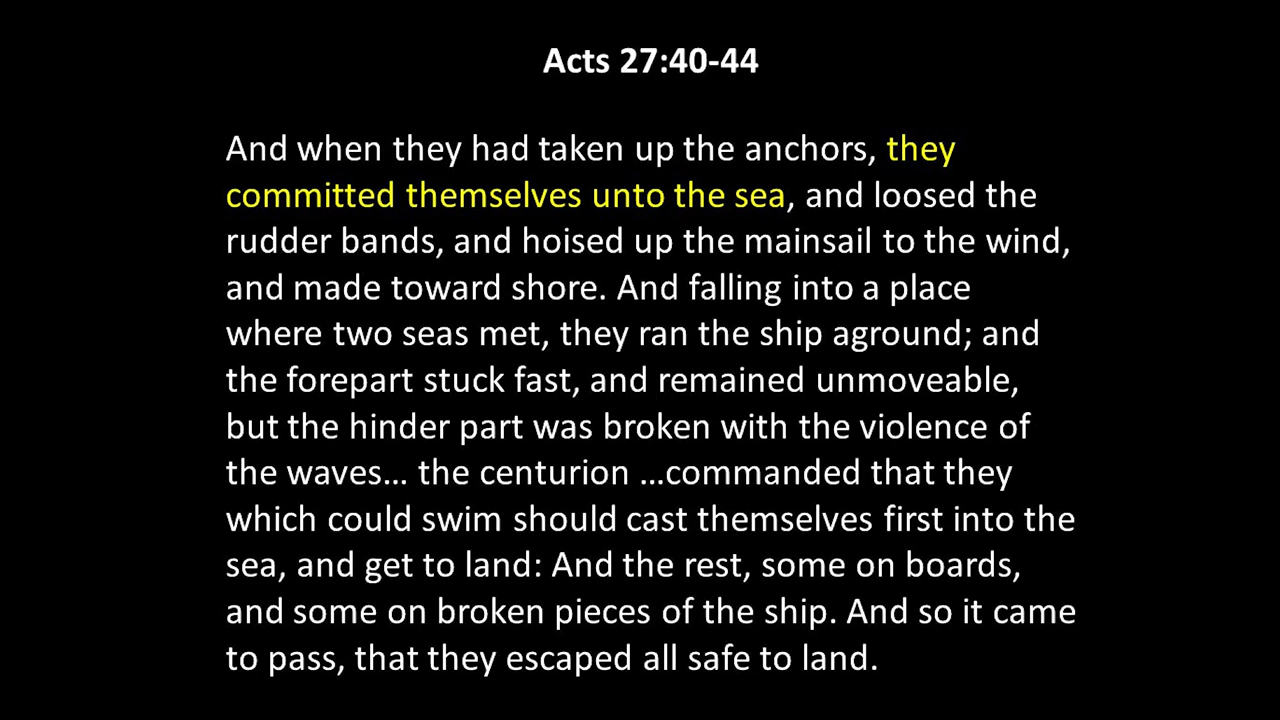 Acts 27:40-44
And when they had taken up the anchors, they
committed themselves unto the sea, and loosed the
rudder bands, and hoised up the mainsail to the wind,
and made toward shore. And falling into a place
where two seas met, they ran the ship aground; and
the forepart stuck fast, and remained unmoveable,
but the hinder part was broken with the violence of
the waves… the centurion …commanded that they
which could swim should cast themselves first into the
sea, and get to land: And the rest, some on boards,
and some on broken pieces of the ship. And so it came
to pass, that they escaped all safe to land.